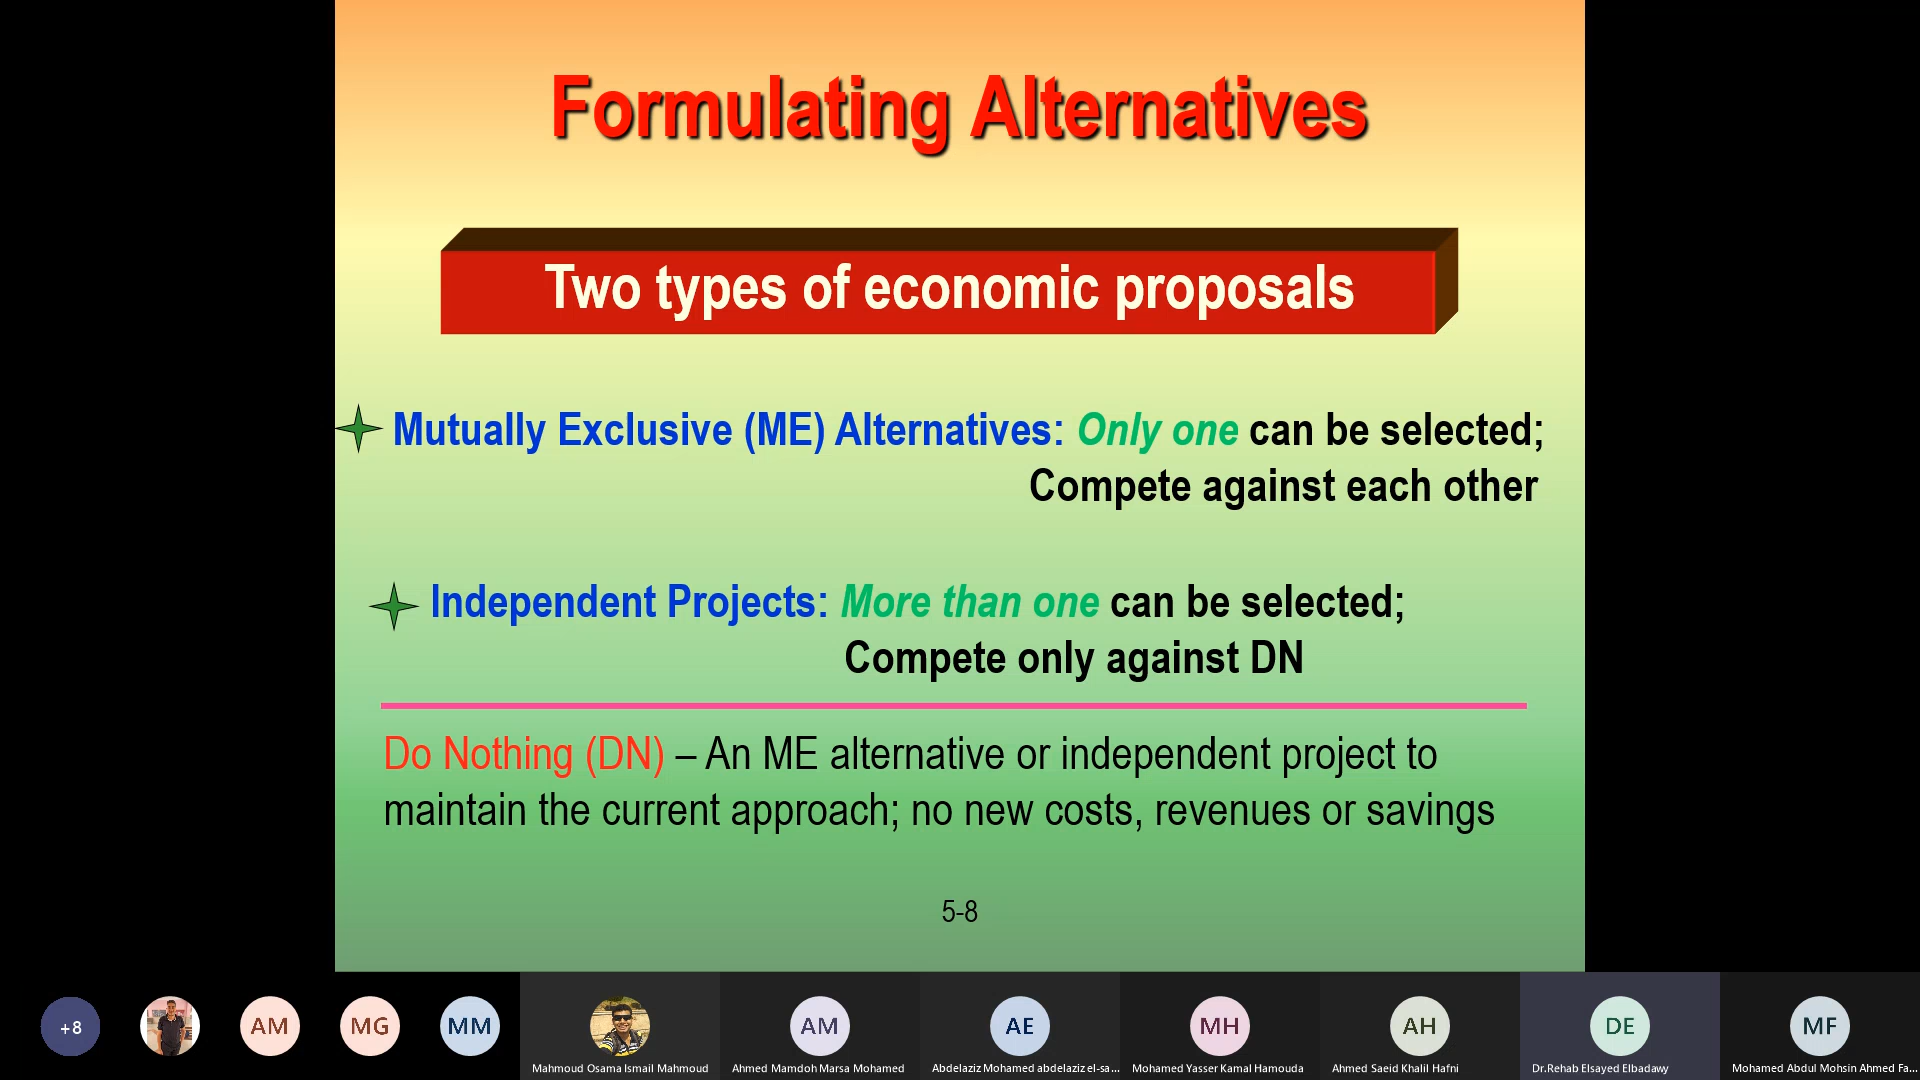 Formulating Alternatives
Two types of economic proposals
Mutually Exclusive (ME) Alternatives: Only one can be selected;
Compete against each other
Independent Projects: More than one can be selected;
Compete only against DN
Do Nothing (DN) – An ME alternative or independent project to
maintain the current approach; no new costs, revenues or savings
5-8
+8
AM
MG
MM
AM
AE
MH
AH
DE
MF
Mahmoud Osama Ismail Mahmoud
Ahmed Mamdoh Marsa Mohamed
Abdelaziz Mohamed abdelaziz el-sa...
Mohamed Yasser Kamal Hamouda
Ahmed Saeid Khalil Hafni
Dr.Rehab Elsayed Elbadawy
Mohamed Abdul Mohsin Ahmed Fa...